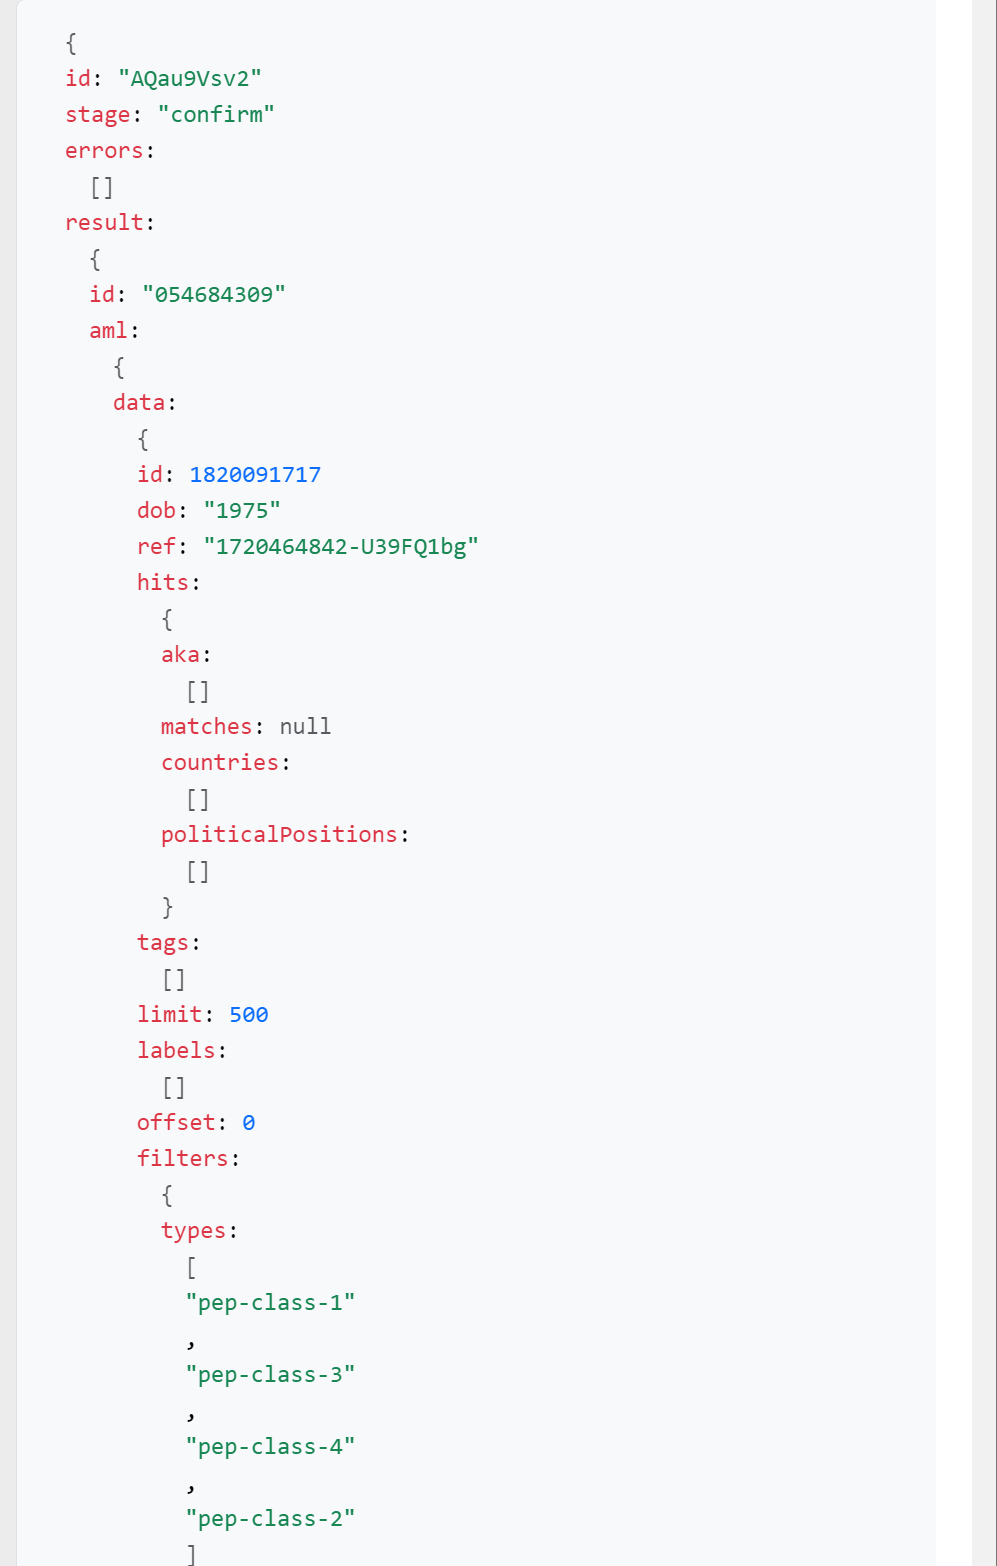 {
id: "AQau9Vsv2"
stage: "confirm"
errors:
[]
result:
{
id: "054684309"
aml:
{
data:
{
id: 1820091717
dob: "1975"
ref: "1720464842-U39FQ1bg"
hits:
{
aka:
[]
matches: null
countries:
[]
politicalPositions:
[]
}
tags:
[]
limit: 500
labels:
[]
offset: 0
filters:
{
types:
[
"pep-class-1"
,
"pep-class-3"
,
"pep-class-4"
,
"pep-class-2"
]